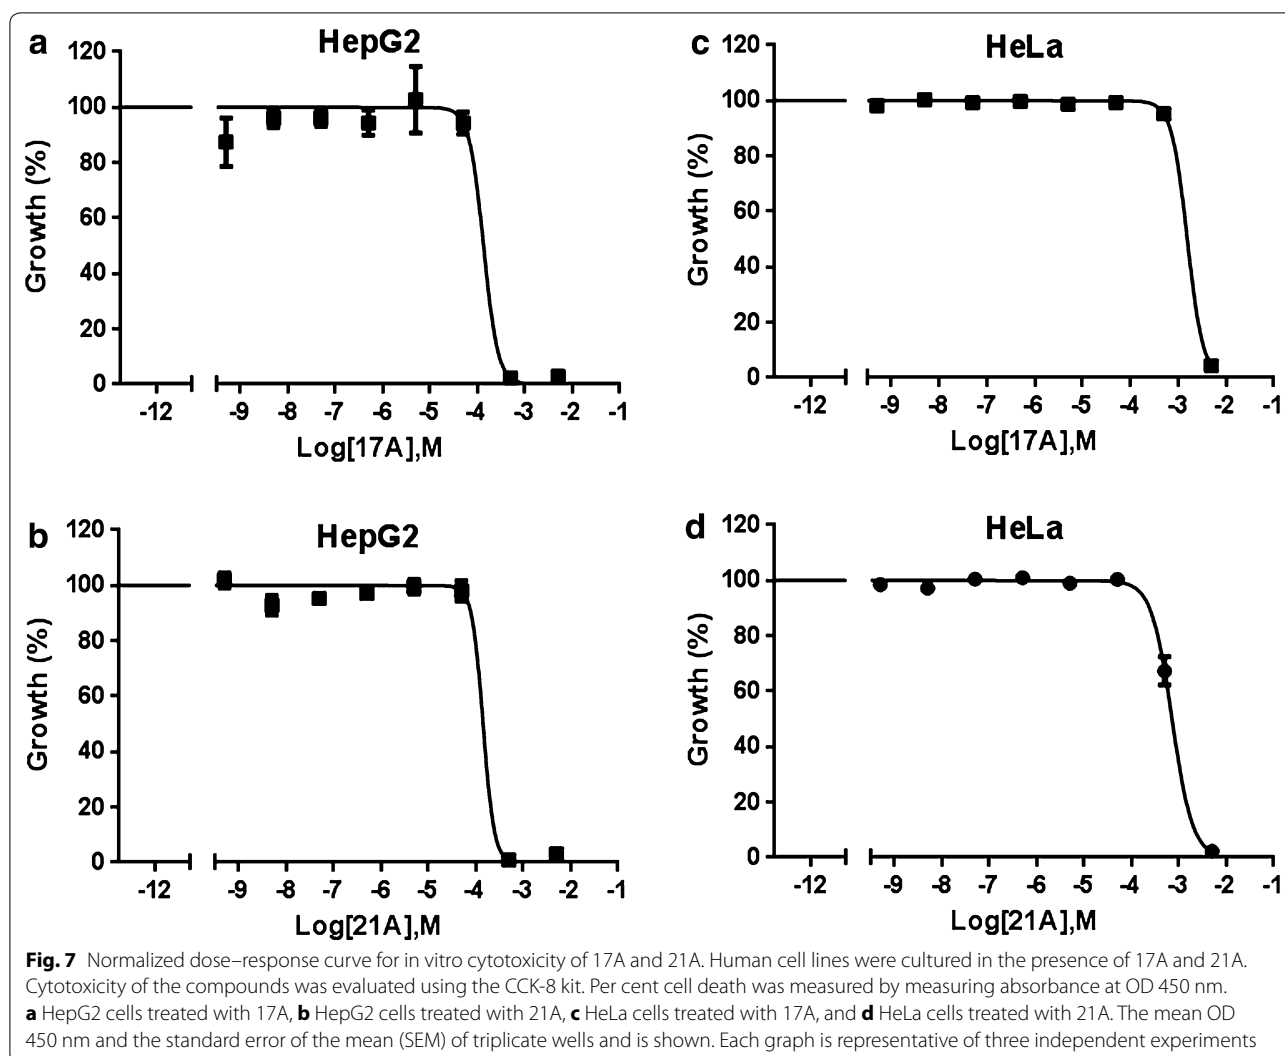 a
HepG2
120
100
80
60
40
20
0
Growth (%)
-12 -9 -8 -7 -6 -5 -4 -3 -2 -1
Log[17A],M
c
HeLa
120
100
80
60
40
20
0
Growth (%)
-12 -9 -8 -7 -6 -5 -4 -3 -2 -1
Log[17A],M
b
HepG2
120
100
80
60
40
20
0
Growth (%)
-12 -9 -8 -7 -6 -5 -4 -3 -2 -1
Log[21A],M
d
HeLa
120
100
80
60
40
20
0
Growth (%)
-12 -9 -8 -7 -6 -5 -4 -3 -2 -1
Log[21A],M
Fig. 7 Normalized dose–response curve for in vitro cytotoxicity of 17A and 21A. Human cell lines were cultured in the presence of 17A and 21A.
Cytotoxicity of the compounds was evaluated using the CCK-8 kit. Per cent cell death was measured by measuring absorbance at OD 450 nm.
a HepG2 cells treated with 17A, b HepG2 cells treated with 21A, c HeLa cells treated with 17A, and d HeLa cells treated with 21A. The mean OD
450 nm and the standard error of the mean (SEM) of triplicate wells and is shown. Each graph is representative of three independent experiments